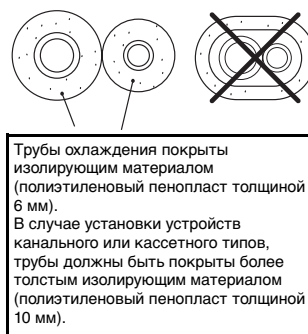 Трубы охлаждения покрыты
изолирующим материалом
(полиэтиленовый пенопласт толщиной
6 мм).
В случае установки устройств
канального или кассетного типов,
трубы должны быть покрыты более
толстым изолирующим материалом
(полиэтиленовый пенопласт толщиной
10 мм).